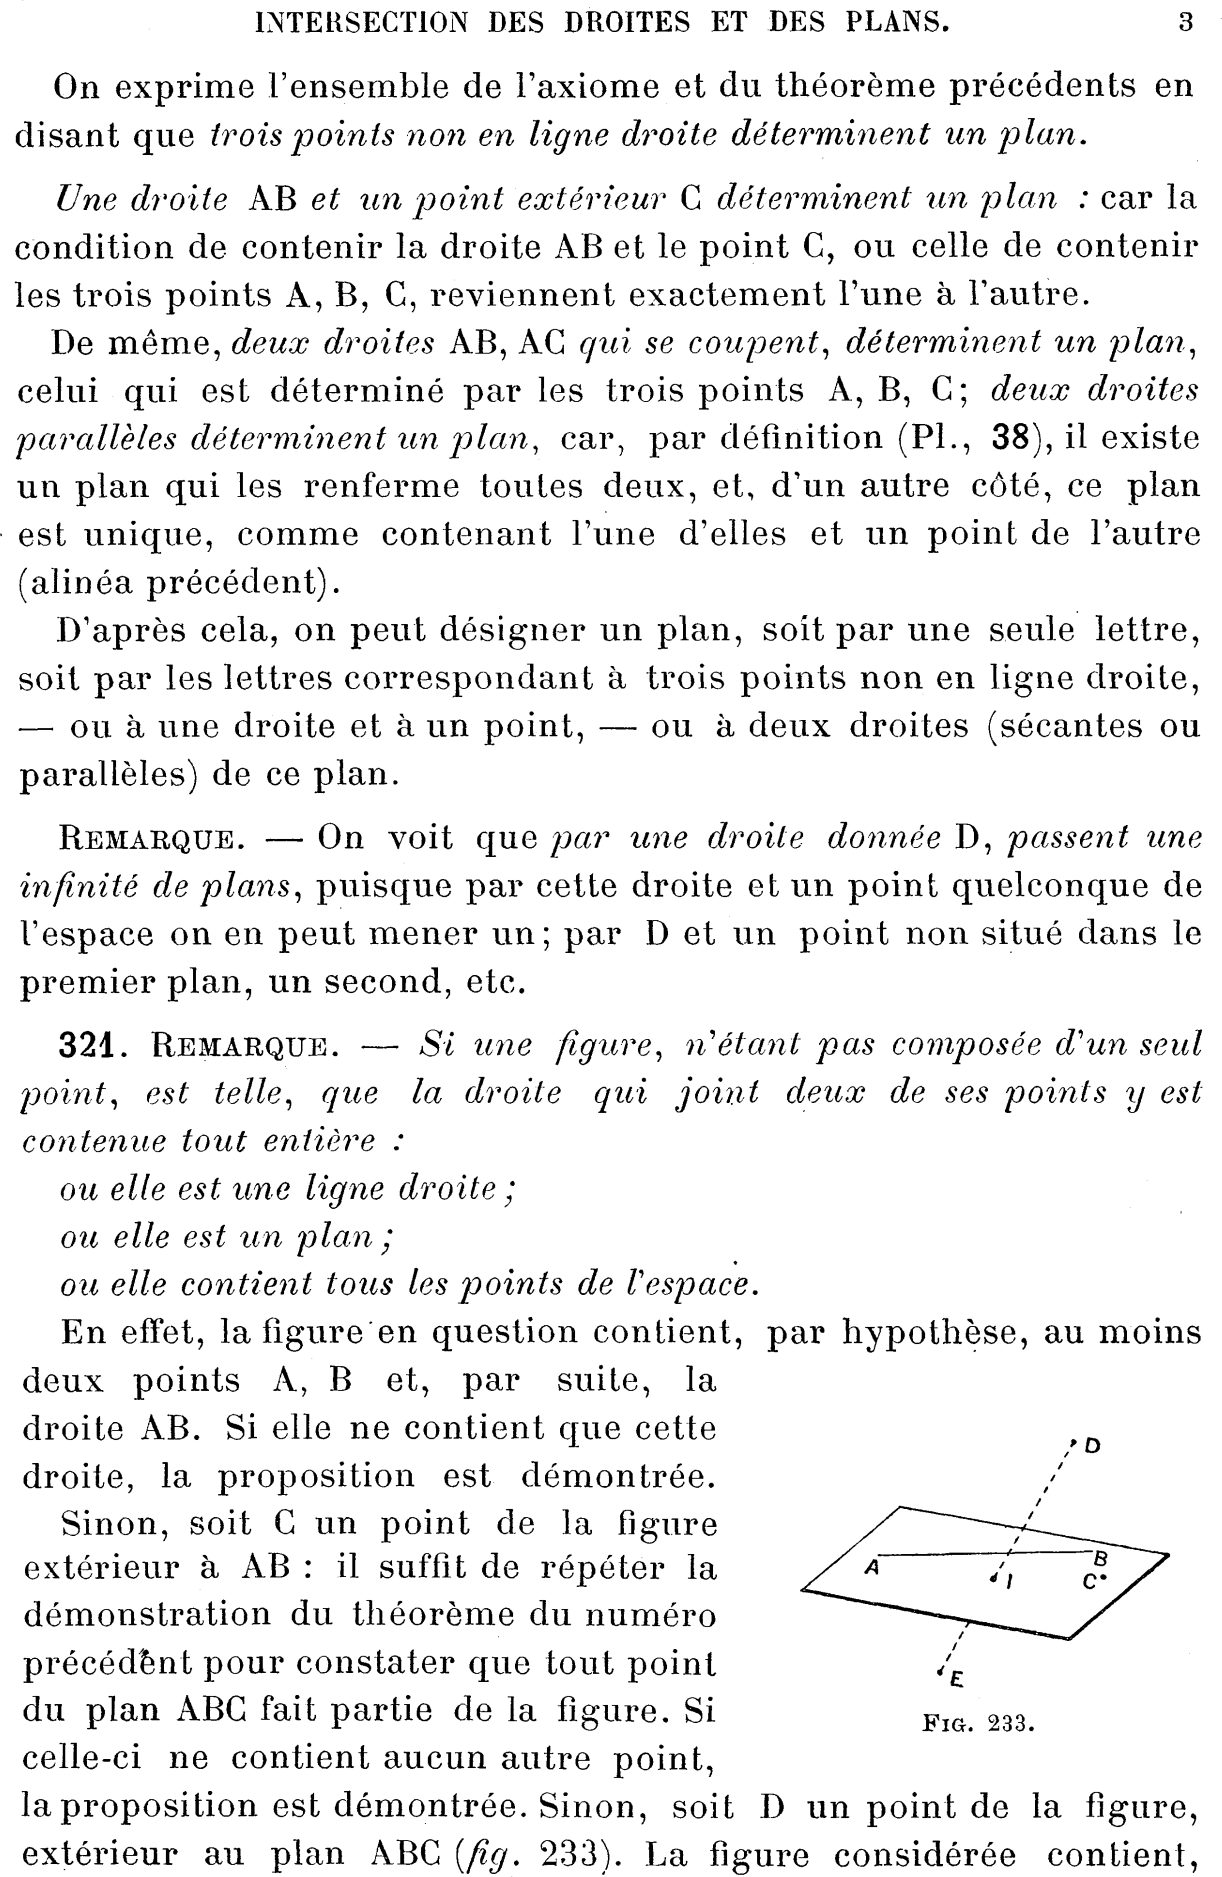 INTERSECTION DES DROITES ET DES PLANS. 3
On exprime l'ensemble de l'axiome et du théorème précédents en
disant que trois points non en ligne droite déterminent un plan.
Une droite AB et un point extérieur C déterminent un plan : car la
condition de contenir la droite AB et le point C, ou celle de contenir
les trois points A, B, C, reviennent exactement l'une à l'autre.
De même, deux droites AB, AC qui se coupent, déterminent un plan,
celui qui est déterminé par les trois points A, B, C; deux droites
parallèles déterminent un plan, car, par définition (Pl., 38), il existe
un plan qui les renferme toutes deux, et, d'un autre côté, ce plan
est unique, comme contenant l'une d'elles et un point de l'autre
(alinéa précédent).
D'après cela, on peut désigner un plan, soit par une seule lettre,
soit par les lettres correspondant à trois points non en ligne droite,
— ou à une droite et à un point, — ou à deux droites (sécantes ou
parallèles) de ce plan.
REMARQUE. — On voit que par une droite donnée D, passent une
infinité de plans, puisque par cette droite et un point quelconque de
l'espace on en peut mener un; par D et un point non situé dans le
premier plan, un second, etc.
321. REMARQUE. — Si une figure, n'étant pas composée d'un seul
point, est telle, que la droite qui joint deux de ses points y est
contenue tout entière :
ou elle est une ligne droite;
ou elle est un plan;
ou elle contient tous les points de l'espace.
En effet, la figure en question contient, par hypothèse, au moins
deux points A, B et, par suite, la
droite AB. Si elle ne contient que cette
droite, la proposition est démontrée.
Sinon, soit C un point de la figure
extérieur à AB : il suffit de répéter la
démonstration du théorème du numéro
précédent pour constater que tout point
du plan ABC fait partie de la figure. Si
celle-ci ne contient aucun autre point,
D
A
B
I
C
E
FIG. 233.
la proposition est démontrée. Sinon, soit D un point de la figure,
extérieur au plan ABC (fig. 233). La figure considérée contient,